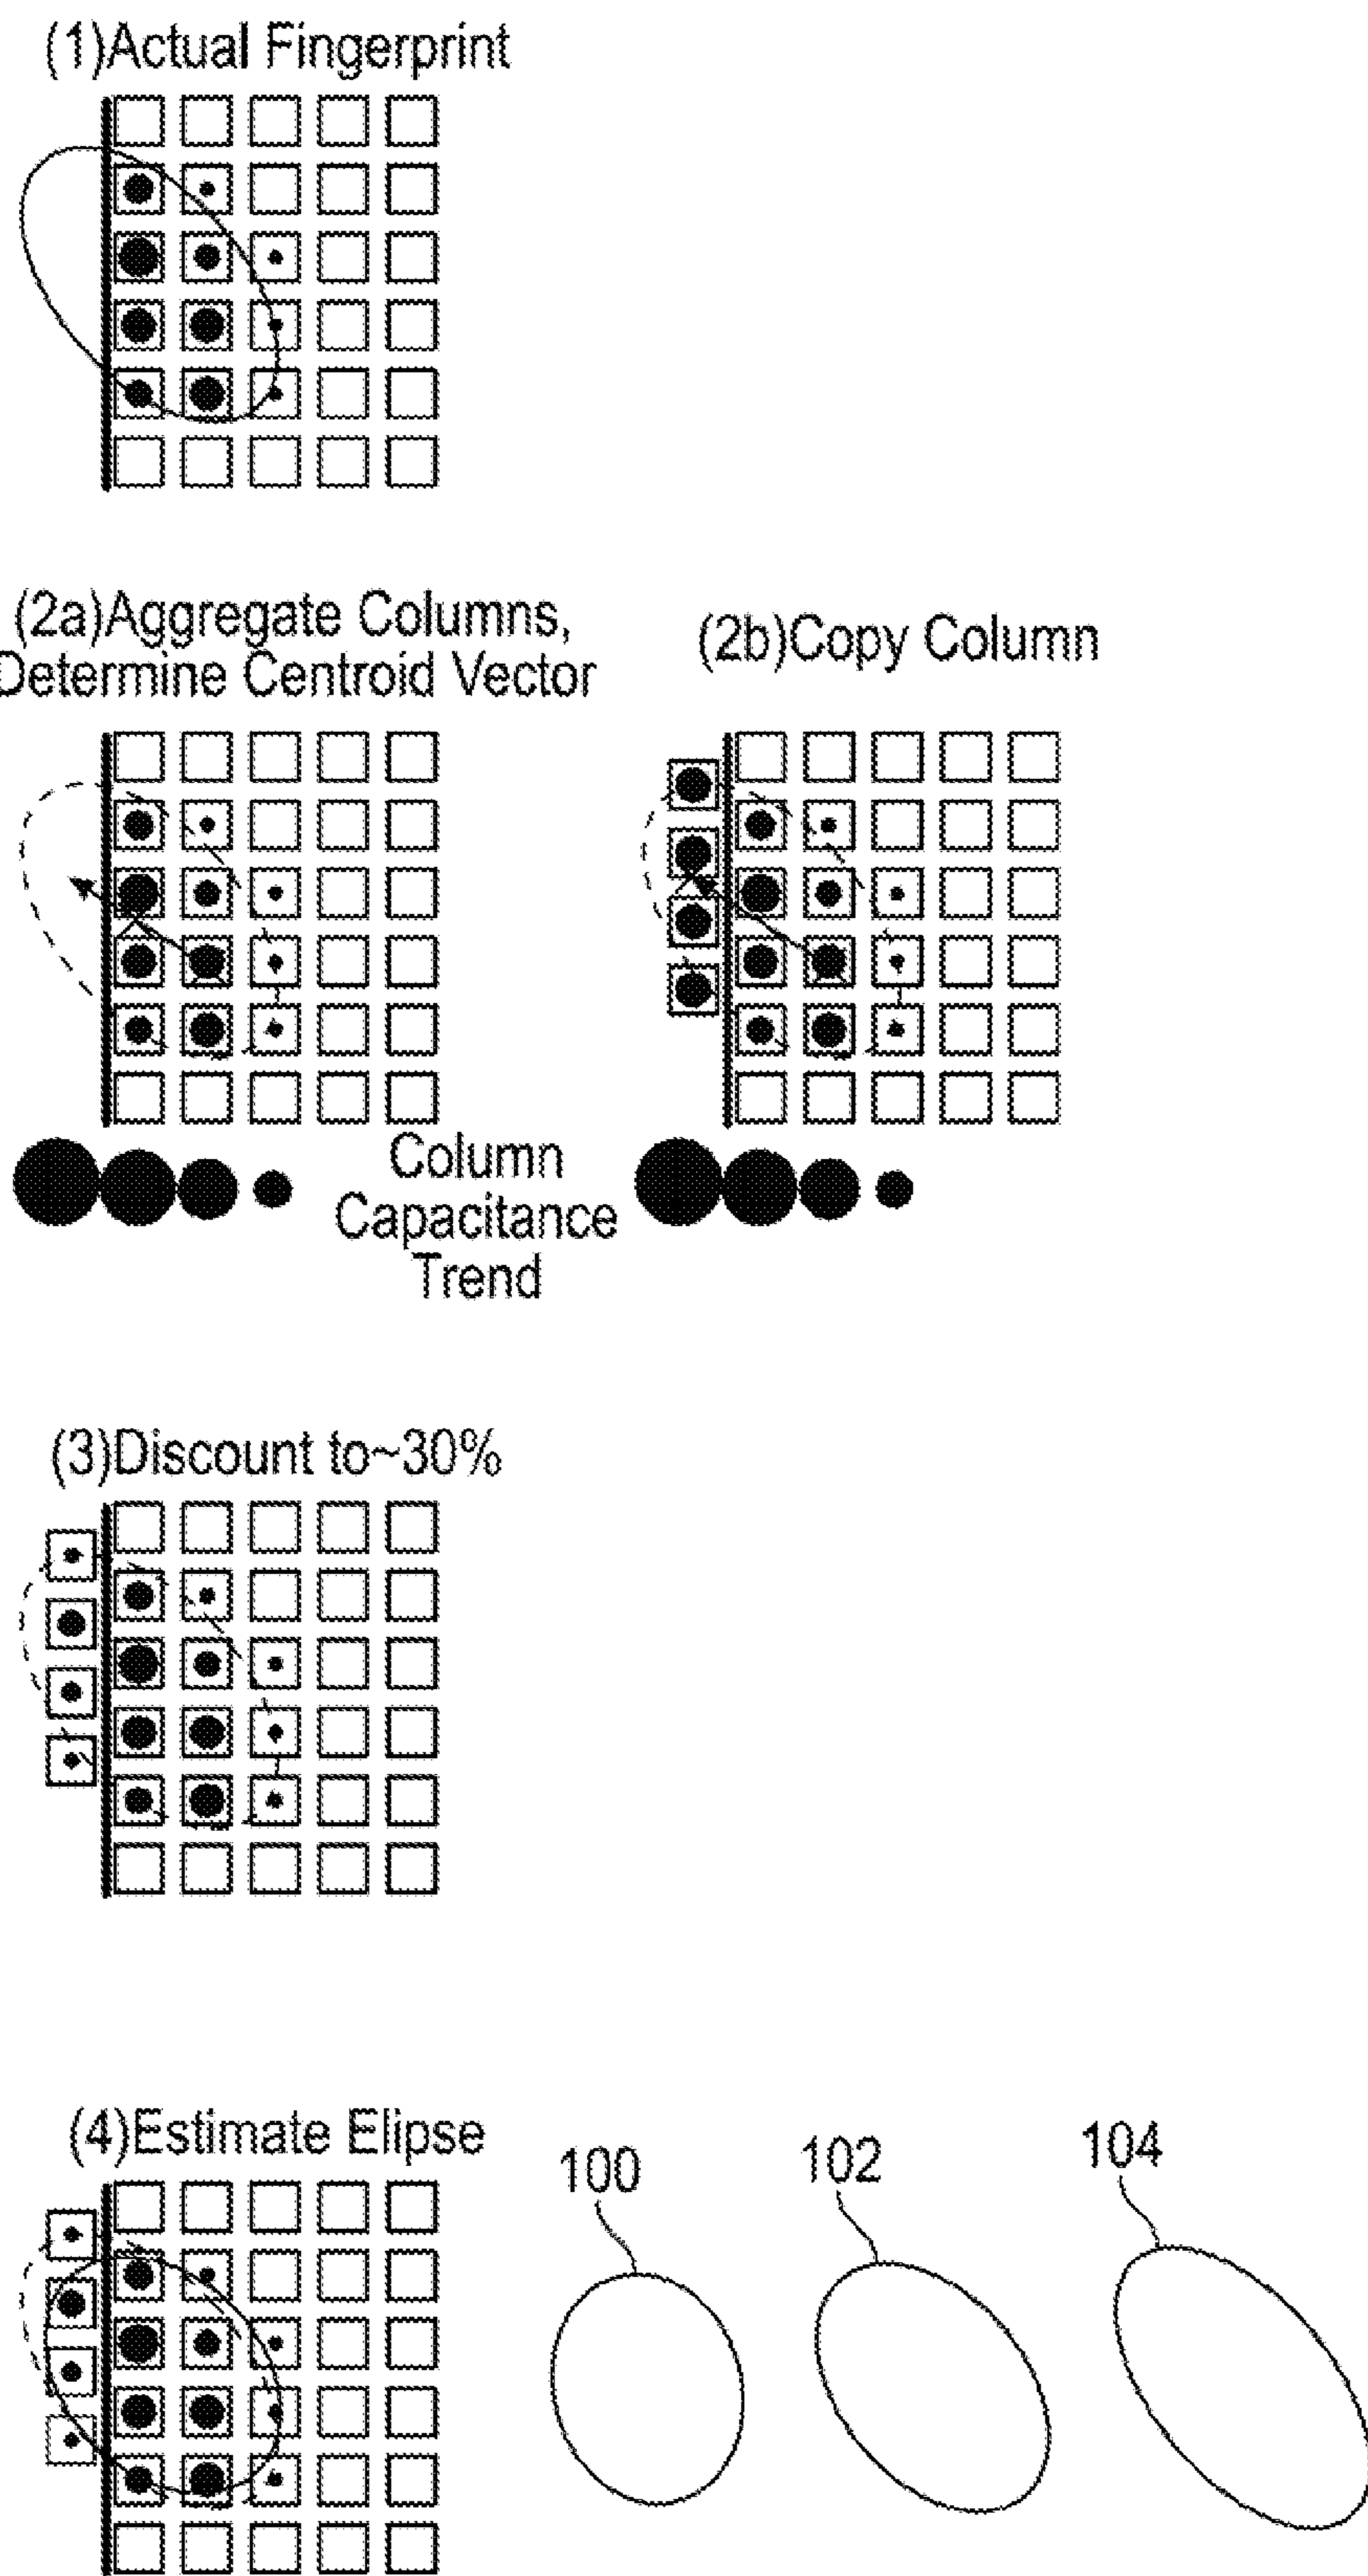 (1)Actual Fingerprint
(2a)Aggregate Columns,
Determine Centroid Vector
(2b)Copy Column
Column
Capacitance
Trend
(3)Discount to~30%
(4)Estimate Elipse
100
102
104